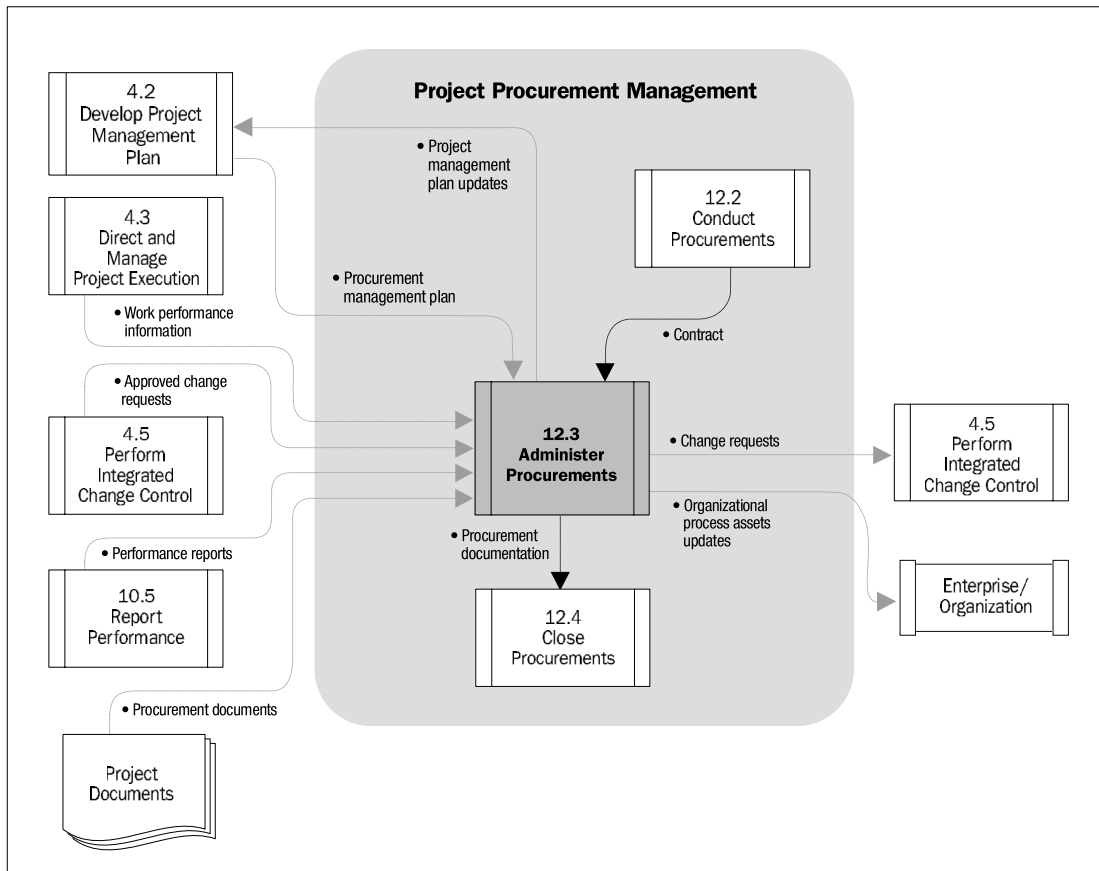 Project Procurement Management
4.2
Develop Project
Management
Plan
• Project
management
plan updates
12.2
Conduct
Procurements
4.3
Direct and
Manage
Project Execution
• Procurement
management plan
• Work performance
information
• Contract
• Approved change
requests
4.5
Perform
Integrated
Change Control
12.3
Administer
Procurements
• Change requests
4.5
Perform
Integrated
Change Control
• Organizational
process assets
updates
• Procurement
documentation
• Performance reports
10.5
Report
Performance
12.4
Close
Procurements
Enterprise/
Organization
• Procurement documents
Project
Documents